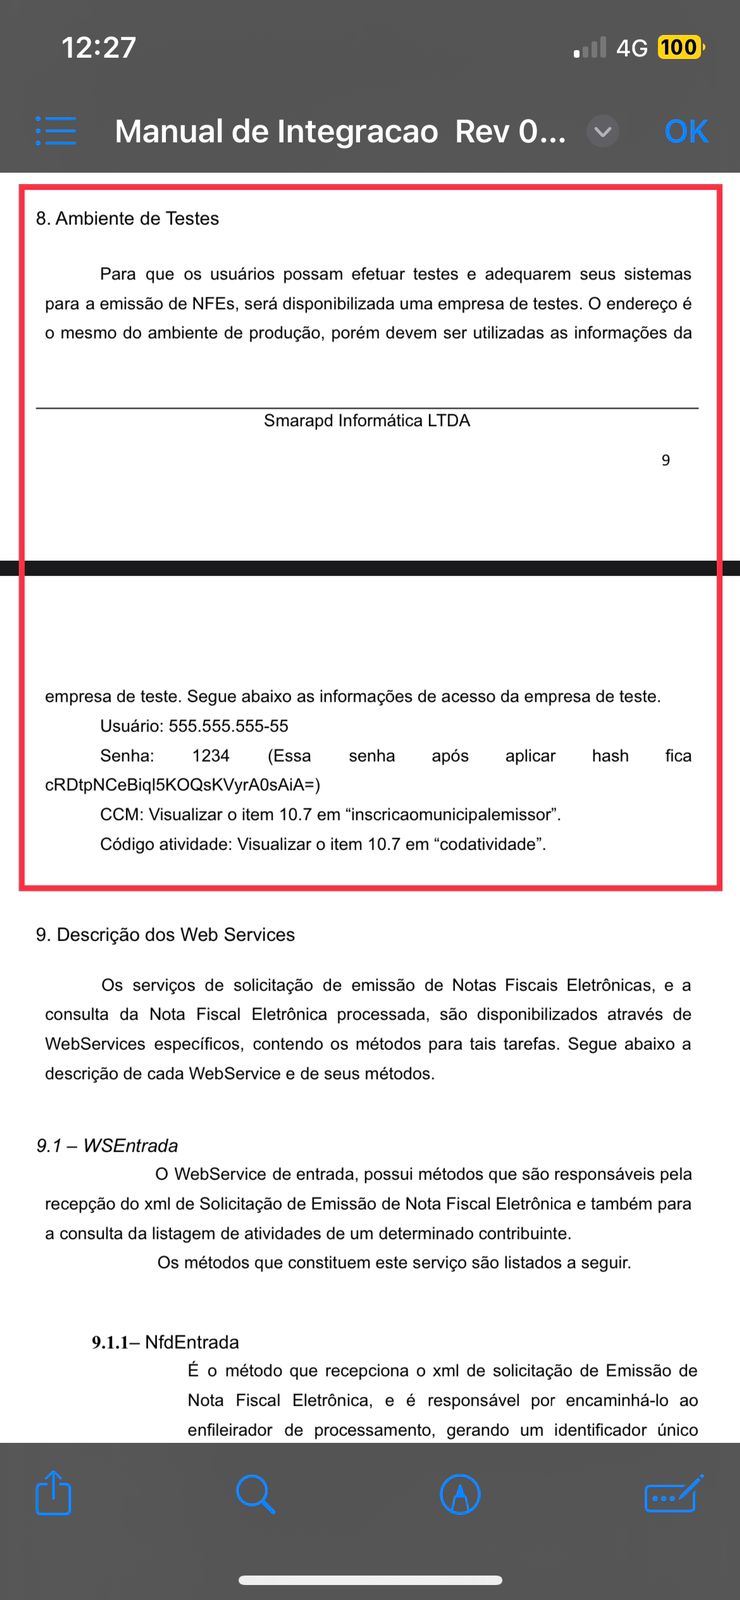 12:27
4G 100
Manual de Integracao Rev 0...
OK
8. Ambiente de Testes
Para que os usuários possam efetuar testes e adequarem seus sistemas
para a emissão de NFEs, será disponibilizada uma empresa de testes. O endereço é
o mesmo do ambiente de produção, porém devem ser utilizadas as informações da
Smarapd Informática LTDA
9
empresa de teste. Segue abaixo as informações de acesso da empresa de teste.
Usuário: 555.555.555-55
Senha: 1234 (Essa senha após aplicar hash fica
cRDtpNCeBiql5KOQsKVyrA0sAiA=)
CCM: Visualizar o item 10.7 em “inscricaomunicipalemissor”.
Código atividade: Visualizar o item 10.7 em “codatividade”.
9. Descrição dos Web Services
Os serviços de solicitação de emissão de Notas Fiscais Eletrônicas, e a
consulta da Nota Fiscal Eletrônica processada, são disponibilizados através de
WebServices específicos, contendo os métodos para tais tarefas. Segue abaixo a
descrição de cada WebService e de seus métodos.
9.1 – WSEntrada
O WebService de entrada, possui métodos que são responsáveis pela
recepção do xml de Solicitação de Emissão de Nota Fiscal Eletrônica e também para
a consulta da listagem de atividades de um determinado contribuinte.
Os métodos que constituem este serviço são listados a seguir.
9.1.1– NfdEntrada
É o método que recepciona o xml de solicitação de Emissão de
Nota Fiscal Eletrônica, e é responsável por encaminhá-lo ao
enfileirador de processamento, gerando um identificador único